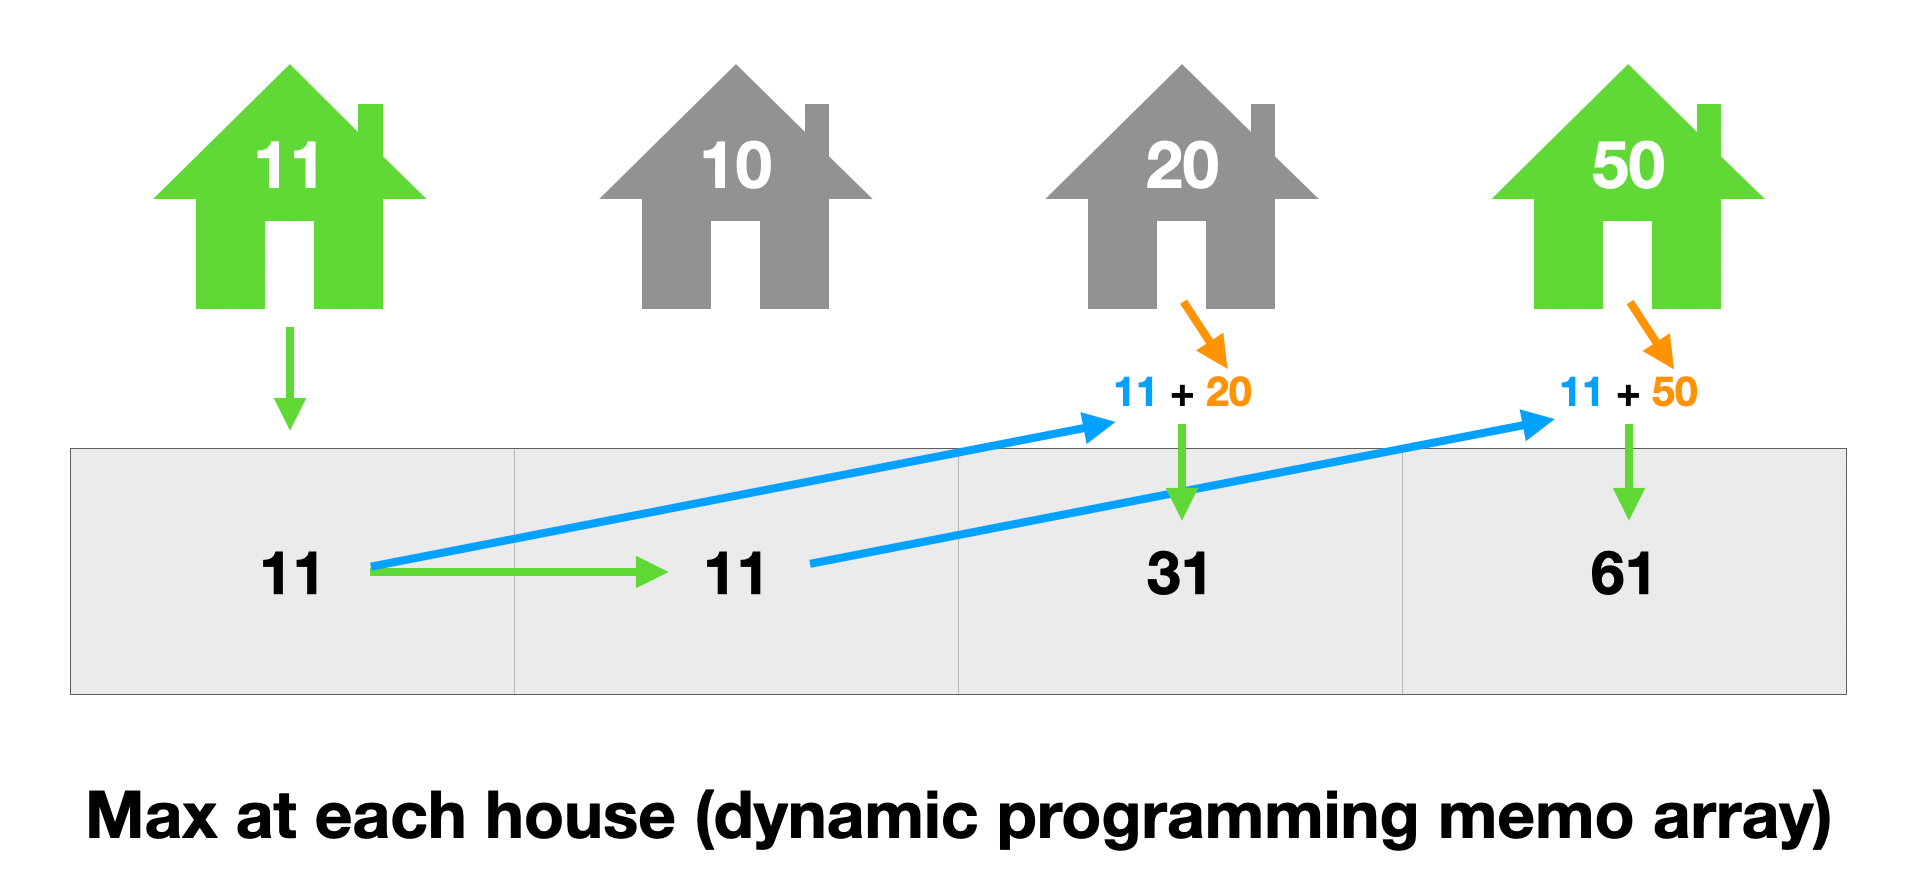 11 10 20 50
11 + 20 11 + 50
11 11 31 61
Max at each house (dynamic programming memo array)